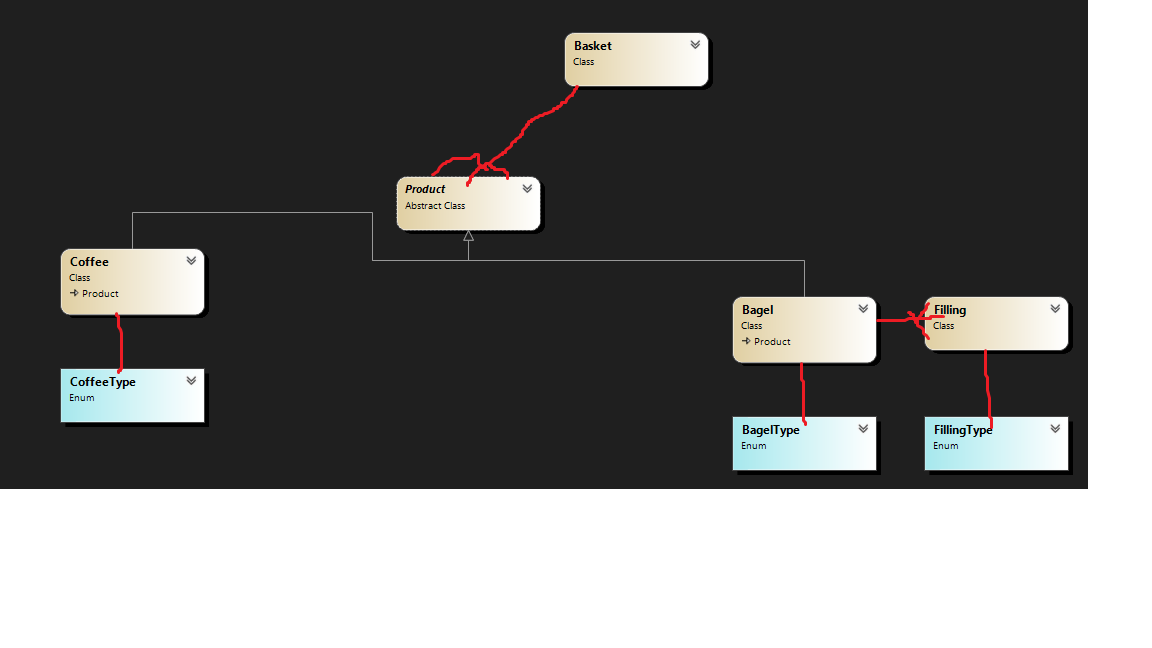 Basket
Class
Product
Abstract Class
Coffee
Class
Product
CoffeeType
Enum
Bagel
Class
Product
Filling
Class
BagelType
Enum
FillingType
Enum